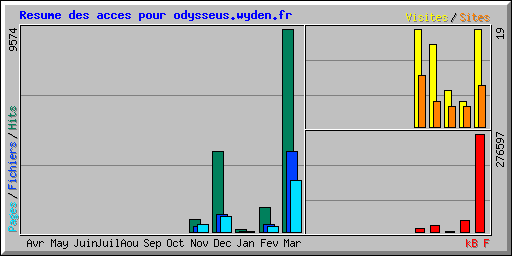 Resume des acces pour odysseus.wyden.fr
Visites/Sites
9574
19
276597
Pages/Fichiers/Hits
Avr May JuinJuilAou Sep Oct Nov Dec Jan Fev Mar
kB F